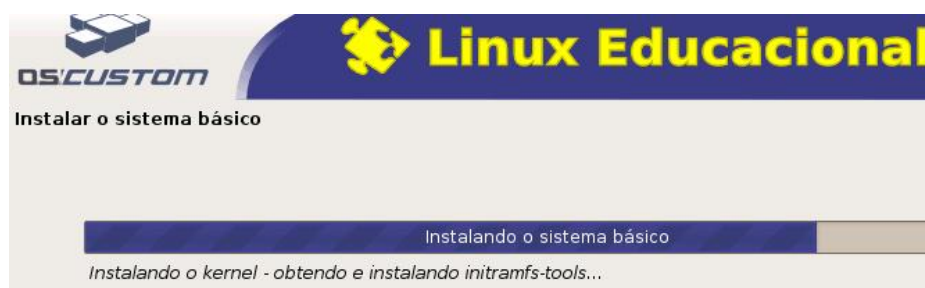 Linux Educacional
OS'CUSTOM
Instalar o sistema básico
Instalando o sistema básico
Instalando o kernel - obtendo e instalando initramfs-tools...